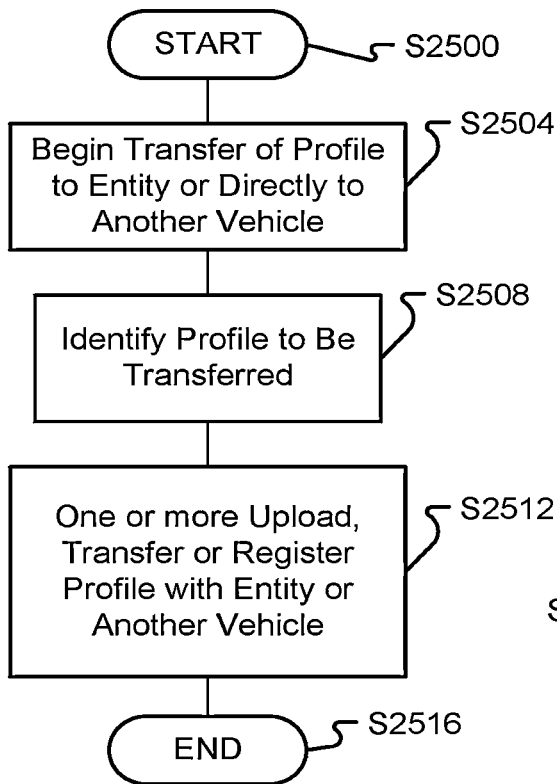 START
S2500
Begin Transfer of Profile
to Entity or Directly to
Another Vehicle
S2504
Identify Profile to Be
Transferred
S2508
One or more Upload,
Transfer or Register
Profile with Entity or
Another Vehicle
S2512
S
END
S2516